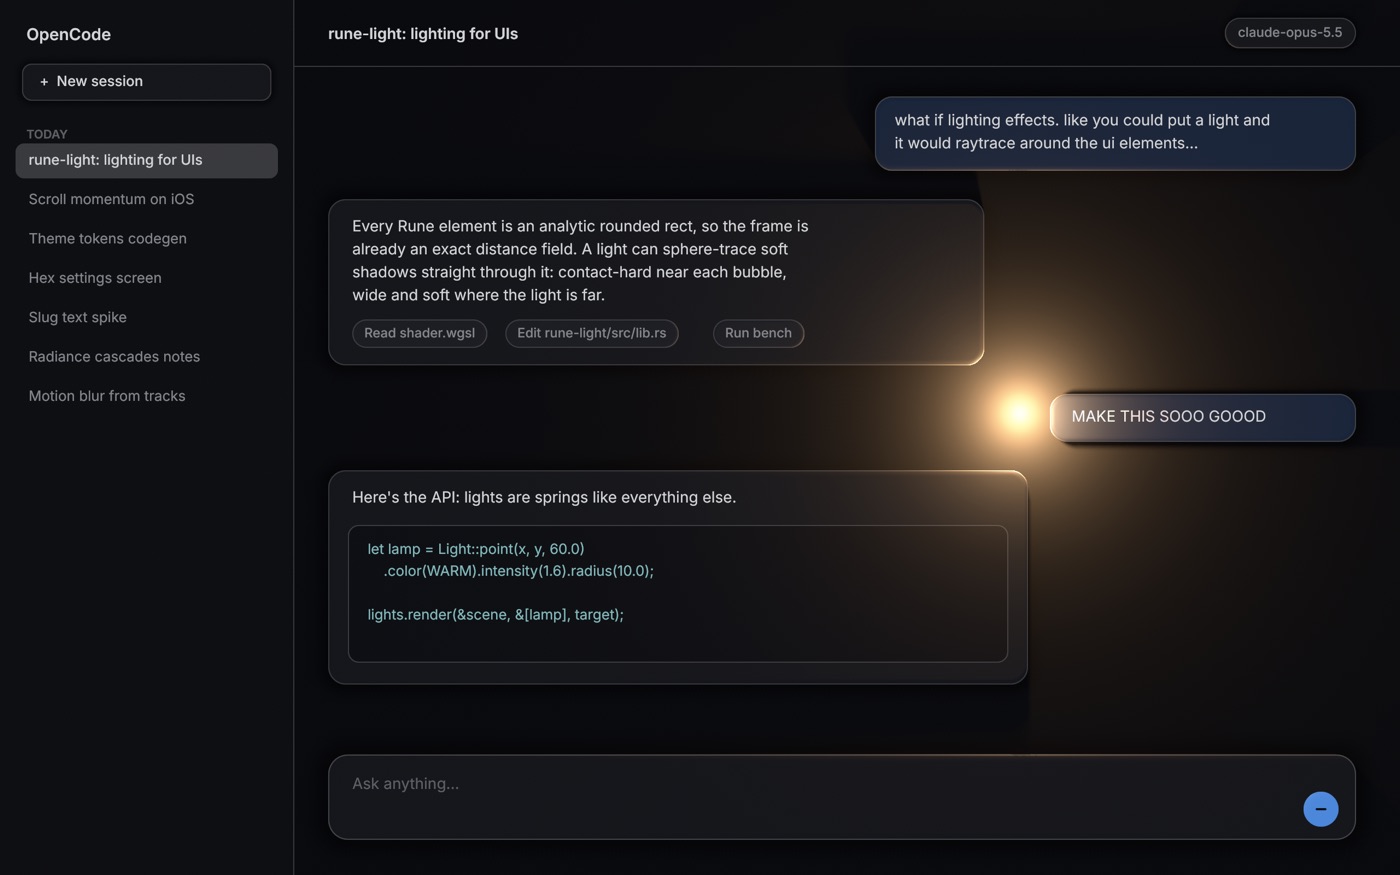 OpenCode
+ New session
TODAY
rune-light: lighting for UIs
Scroll momentum on iOS
Theme tokens codegen
Hex settings screen
Slug text spike
Radiance cascades notes
Motion blur from tracks
rune-light: lighting for UIs
claude-opus-5.5
what if lighting effects. like you could put a light and
it would raytrace around the ui elements...
Every Rune element is an analytic rounded rect, so the frame is
already an exact distance field. A light can sphere-trace soft
shadows straight through it: contact-hard near each bubble,
wide and soft where the light is far.
Read shader.wgsl
Edit rune-light/src/lib.rs
Run bench
MAKE THIS SOOO GOOOD
Here's the API: lights are springs like everything else.
let lamp = Light::point(x, y, 60.0)
.color(WARM).intensity(1.6).radius(10.0);
lights.render(&scene, &[lamp], target);
Ask anything...